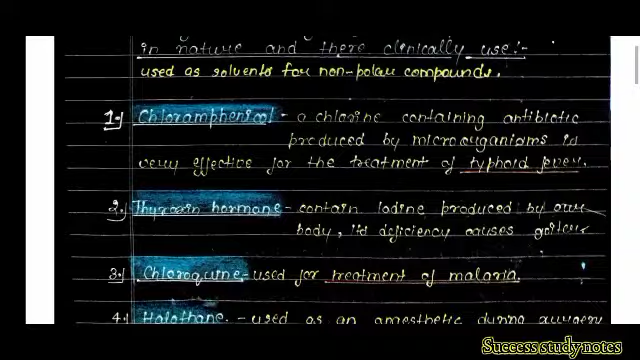 in nature and there clinically use :-
used as solvents for non-polar compounds.
1.) Chloramphenicol - a chlorine containing antibiotic
produced by microorganisms is
very effective for the treatment of typhoid fever.
2.) Thyroxin hormone - contain iodine produced by our
body, its deficiency causes goiter
3.) Chloroquine - used for treatment of malaria.
4.) Halothane. - used as an anesthetic during surgery
Success study notes